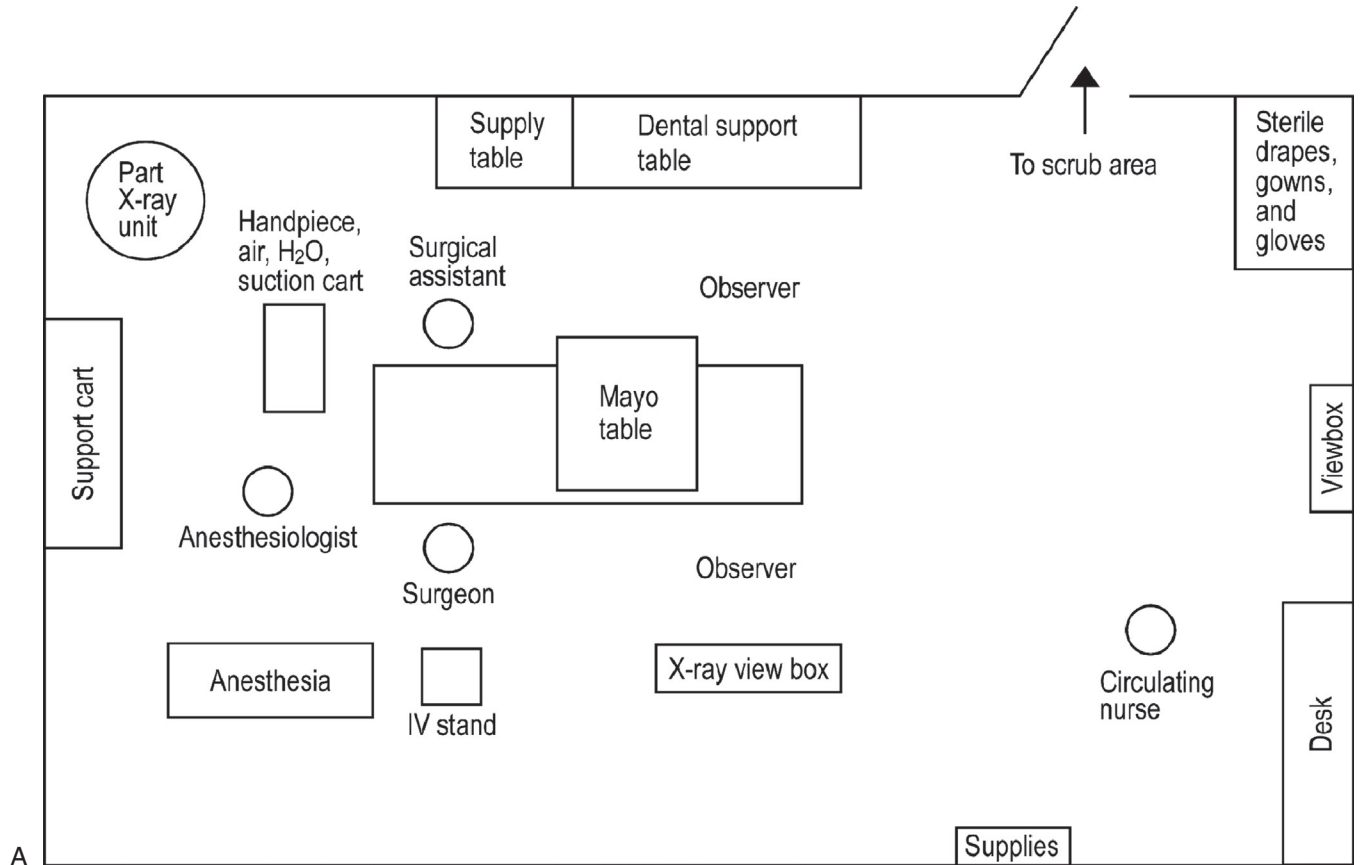 Supply
table
Dental support
table
To scrub area
Sterile
drapes,
gowns,
and
gloves
Part
X-ray
unit
Handpiece,
air, H₂O,
suction cart
Surgical
assistant
Observer
Support cart
Mayo
table
Viewbox
Anesthesiologist
Surgeon
Observer
Anesthesia
IV stand
X-ray view box
Circulating
nurse
Desk
Supplies
A